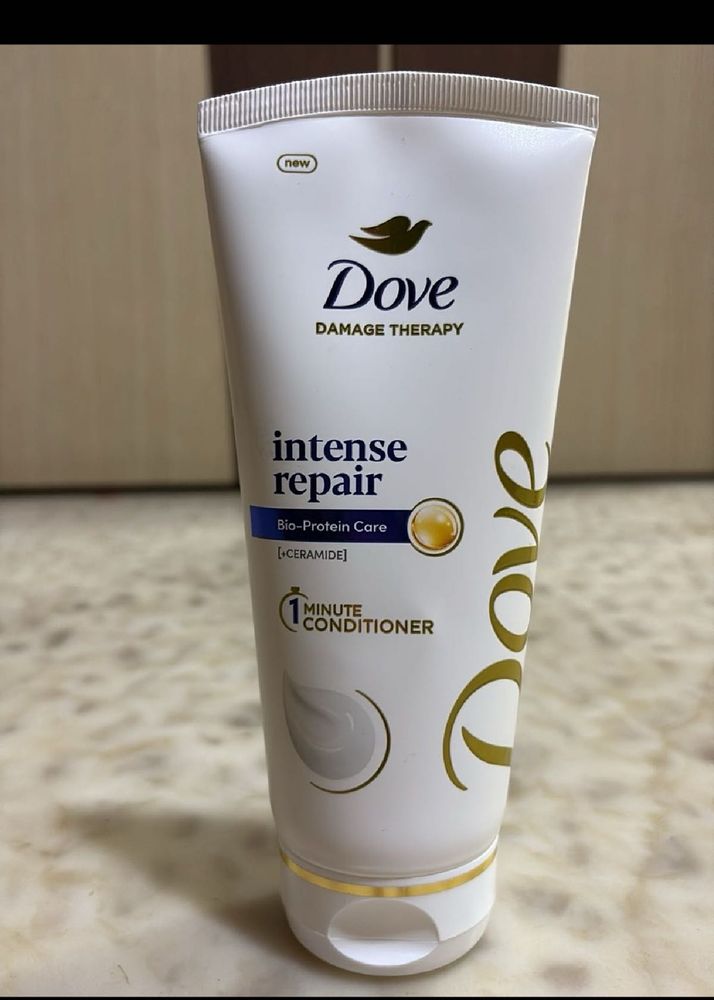 new
Dove
DAMAGE THERAPY
intense
repair
Bio-Protein Care
[+CERAMIDE]
1 MINUTE
CONDITIONER
Dove